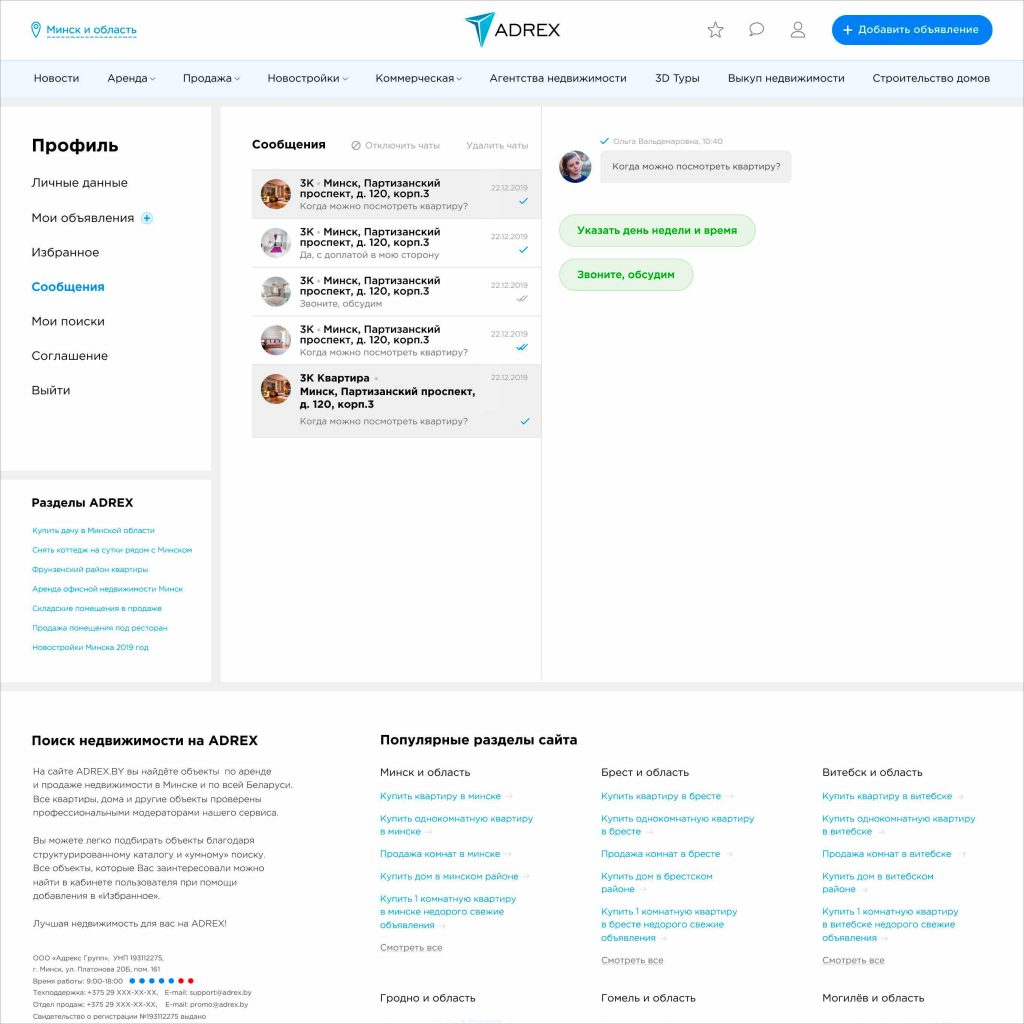 Минск и область
ADREX
+ Добавить объявление
Новости
Аренда
Продажа
Новостройки
Коммерческая
Агентства недвижимости
3D Туры
Выкуп недвижимости
Строительство домов
Профиль
Личные данные
Мои объявления +
Избранное
Сообщения
Мои поиски
Соглашение
Выйти
Разделы ADREX
Купить дачу в Минской области
Снять коттедж на сутки рядом с Минском
Фрунзенский район квартиры
Аренда офисной недвижимости Минск
Складские помещения в продаже
Продажа помещения под ресторан
Новостройки Минска 2019 год
Сообщения
Отключить чаты
Удалить чаты
3К • Минск, Партизанский
проспект, д. 120, корп.3
Когда можно посмотреть квартиру?
22.12.2019
3К • Минск, Партизанский
проспект, д. 120, корп.3
Да, с доплатой в мою сторону
22.12.2019
3К • Минск, Партизанский
проспект, д. 120, корп.3
Звоните, обсудим
22.12.2019
3К • Минск, Партизанский
проспект, д. 120, корп.3
Когда можно посмотреть квартиру?
22.12.2019
3К Квартира •
Минск, Партизанский проспект,
д. 120, корп.3
Когда можно посмотреть квартиру?
22.12.2019
Ольга Вальдемаровна, 10:40
Когда можно посмотреть квартиру?
Указать день недели и время
Звоните, обсудим
Поиск недвижимости на ADREX
На сайте ADREX.BY вы найдёте объекты по аренде
и продаже недвижимости в Минске и по всей Беларуси.
Все квартиры, дома и другие объекты проверены
профессиональными модераторами нашего сервиса.
Вы можете легко подбирать объекты благодаря
структурированному каталогу и «умному» поиску.
Все объекты, которые Вас заинтересовали можно
найти в кабинете пользователя при помощи
добавления в «Избранное».
Лучшая недвижимость для вас на ADREX!
ООО «Адрекс Групп», УНП 193112275,
г. Минск, ул. Платонова 20Б, пом. 161
Время работы: 9:00-18:00
Техподдержка: +375 29 XXX-XX-XX, E-mail: support@adrex.by
Отдел продаж: +375 29 XXX-XX-XX, E-mail: promo@adrex.by
Свидетельство о регистрации №193112275 выдано
Популярные разделы сайта
Минск и область
Купить квартиру в минске →
Купить однокомнатную квартиру
в минске →
Продажа комнат в минске →
Купить дом в минском районе →
Купить 1 комнатную квартиру
в минске недорого свежие
объявления →
Смотреть все
Брест и область
Купить квартиру в бресте →
Купить однокомнатную квартиру
в бресте →
Продажа комнат в бресте →
Купить дом в брестском
районе →
Купить 1 комнатную квартиру
в бресте недорого свежие
объявления →
Смотреть все
Витебск и область
Купить квартиру в витебске →
Купить однокомнатную квартиру
в витебске →
Продажа комнат в витебске →
Купить дом в витебском
районе →
Купить 1 комнатную квартиру
в витебске недорого свежие
объявления →
Смотреть все
Гродно и область
Гомель и область
Могилёв и область